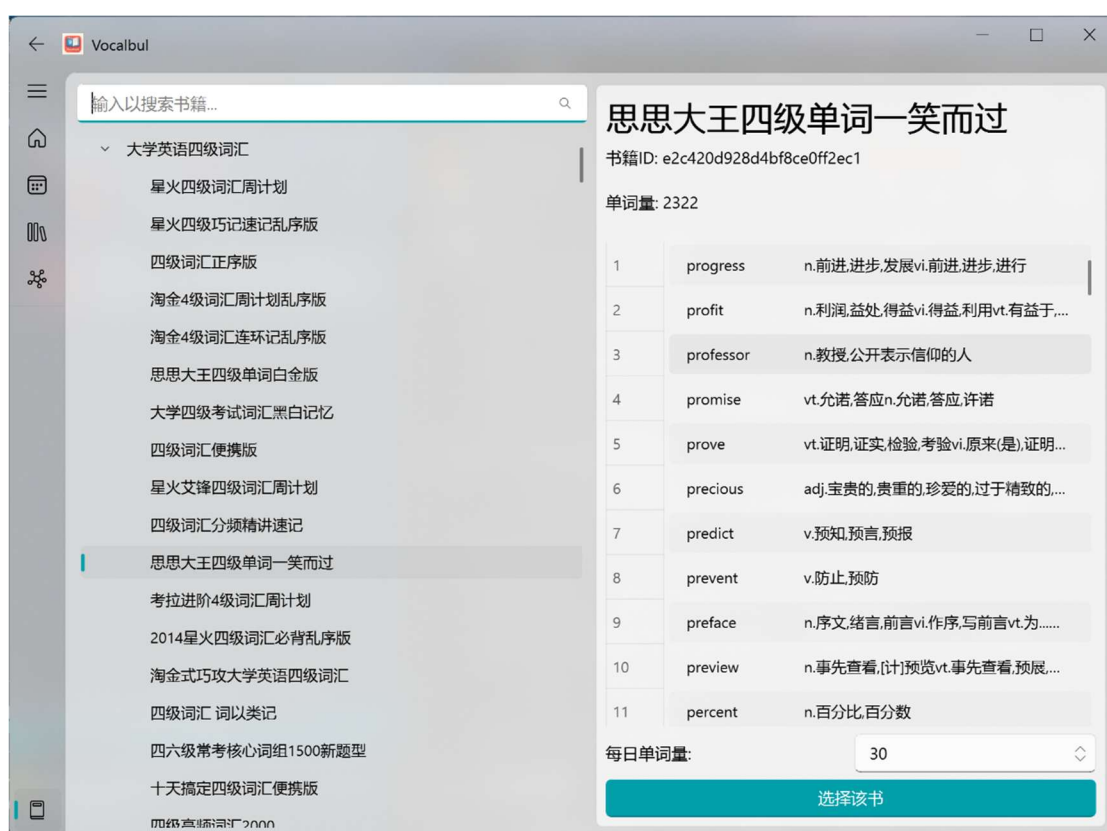 Vocalbul
输入以搜索书籍...
大学英语四级词汇
星火四级词汇周计划
星火四级巧记速记乱序版
四级词汇正序版
淘金4级词汇周计划乱序版
淘金4级词汇连环记乱序版
思思大王四级单词白金版
大学四级考试词汇黑白记忆
四级词汇便携版
星火艾锋四级词汇周计划
四级词汇分频精讲速记
思思大王四级单词一笑而过
考拉进阶4级词汇周计划
2014星火四级词汇必背乱序版
淘金式巧攻大学英语四级词汇
四级词汇 词以类记
四六级常考核心词组1500新题型
十天搞定四级词汇便携版
四级高频词汇2000
思思大王四级单词一笑而过
书籍ID: e2c420d928d4bf8ce0ff2ec1
单词量: 2322
1 progress n.前进,进步,发展vi.前进,进步,进行
2 profit n.利润,益处,得益vi.得益,利用vt.有益于,...
3 professor n.教授,公开表示信仰的人
4 promise vt.允诺,答应n.允诺,答应,许诺
5 prove vt.证明,证实,检验,考验vi.原来(是),证明...
6 precious adj.宝贵的,贵重的,珍爱的,过于精致的,...
7 predict v.预知,预言,预报
8 prevent v.防止,预防
9 preface n.序文,绪言,前言vi.作序,写前言vt.为......
10 preview n.事先查看,[计]预览vt.事先查看,预展,...
11 percent n.百分比,百分数
每日单词量: 30
选择该书